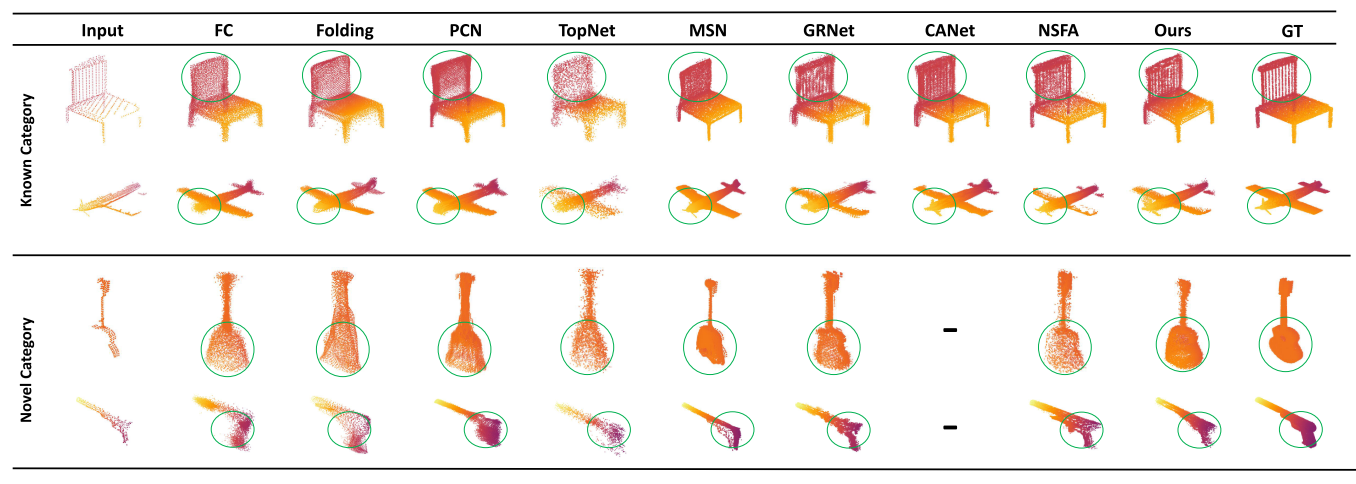 Input FC Folding PCN TopNet MSN GRNet CANet NSFA Ours GT
Known Category
Novel Category
-
-